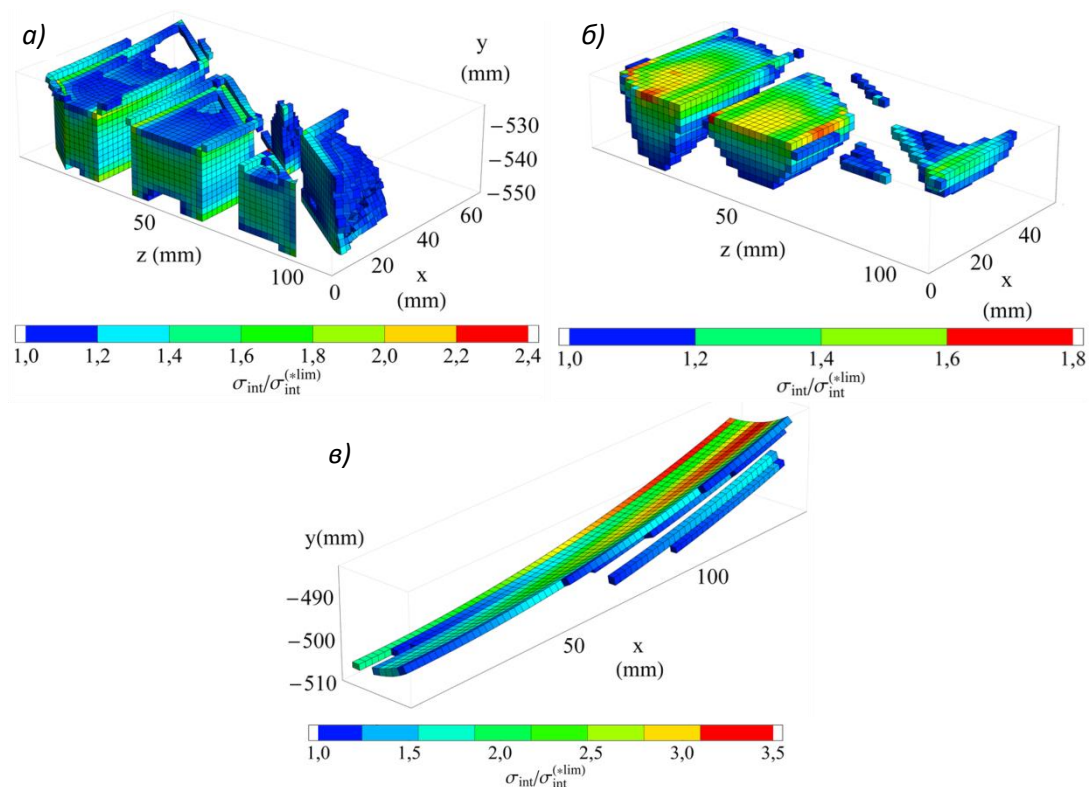 а)
y
(mm)
−530
−540
−550
60
40
20
0
x
(mm)
50
100
z (mm)
1,0 1,2 1,4 1,6 1,8 2,0 2,2 2,4
σint/σint(*lim)
б)
50
100
z (mm)
40
20
0
x
(mm)
1,0 1,2 1,4 1,6 1,8
σint/σint(*lim)
в)
y(mm)
−490
−500
−510
50
100
x
(mm)
1,0 1,5 2,0 2,5 3,0 3,5
σint/σint(*lim)